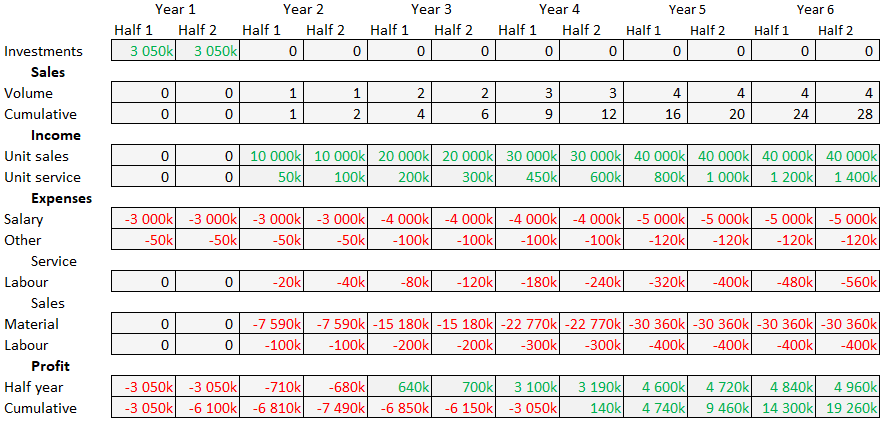 Year 1 Year 2 Year 3 Year 4 Year 5 Year 6
Half 1 Half 2 Half 1 Half 2 Half 1 Half 2 Half 1 Half 2 Half 1 Half 2 Half 1 Half 2
Investments 3 050k 3 050k 0 0 0 0 0 0 0 0 0 0
Sales
Volume 0 0 1 1 2 2 3 3 4 4 4 4
Cumulative 0 0 1 2 4 6 9 12 16 20 24 28
Income
Unit sales 0 0 10 000k 10 000k 20 000k 20 000k 30 000k 30 000k 40 000k 40 000k 40 000k 40 000k
Unit service 0 0 50k 100k 200k 300k 450k 600k 800k 1 000k 1 200k 1 400k
Expenses
Salary -3 000k -3 000k -3 000k -3 000k -4 000k -4 000k -4 000k -4 000k -5 000k -5 000k -5 000k -5 000k
Other -50k -50k -50k -50k -100k -100k -100k -100k -120k -120k -120k -120k
Service
Labour 0 0 -20k -40k -80k -120k -180k -240k -320k -400k -480k -560k
Sales
Material 0 0 -7 590k -7 590k -15 180k -15 180k -22 770k -22 770k -30 360k -30 360k -30 360k -30 360k
Labour 0 0 -100k -100k -200k -200k -300k -300k -400k -400k -400k -400k
Profit
Half year -3 050k -3 050k -710k -680k 640k 700k 3 100k 3 190k 4 600k 4 720k 4 840k 4 960k
Cumulative -3 050k -6 100k -6 810k -7 490k -6 850k -6 150k -3 050k 140k 4 740k 9 460k 14 300k 19 260k